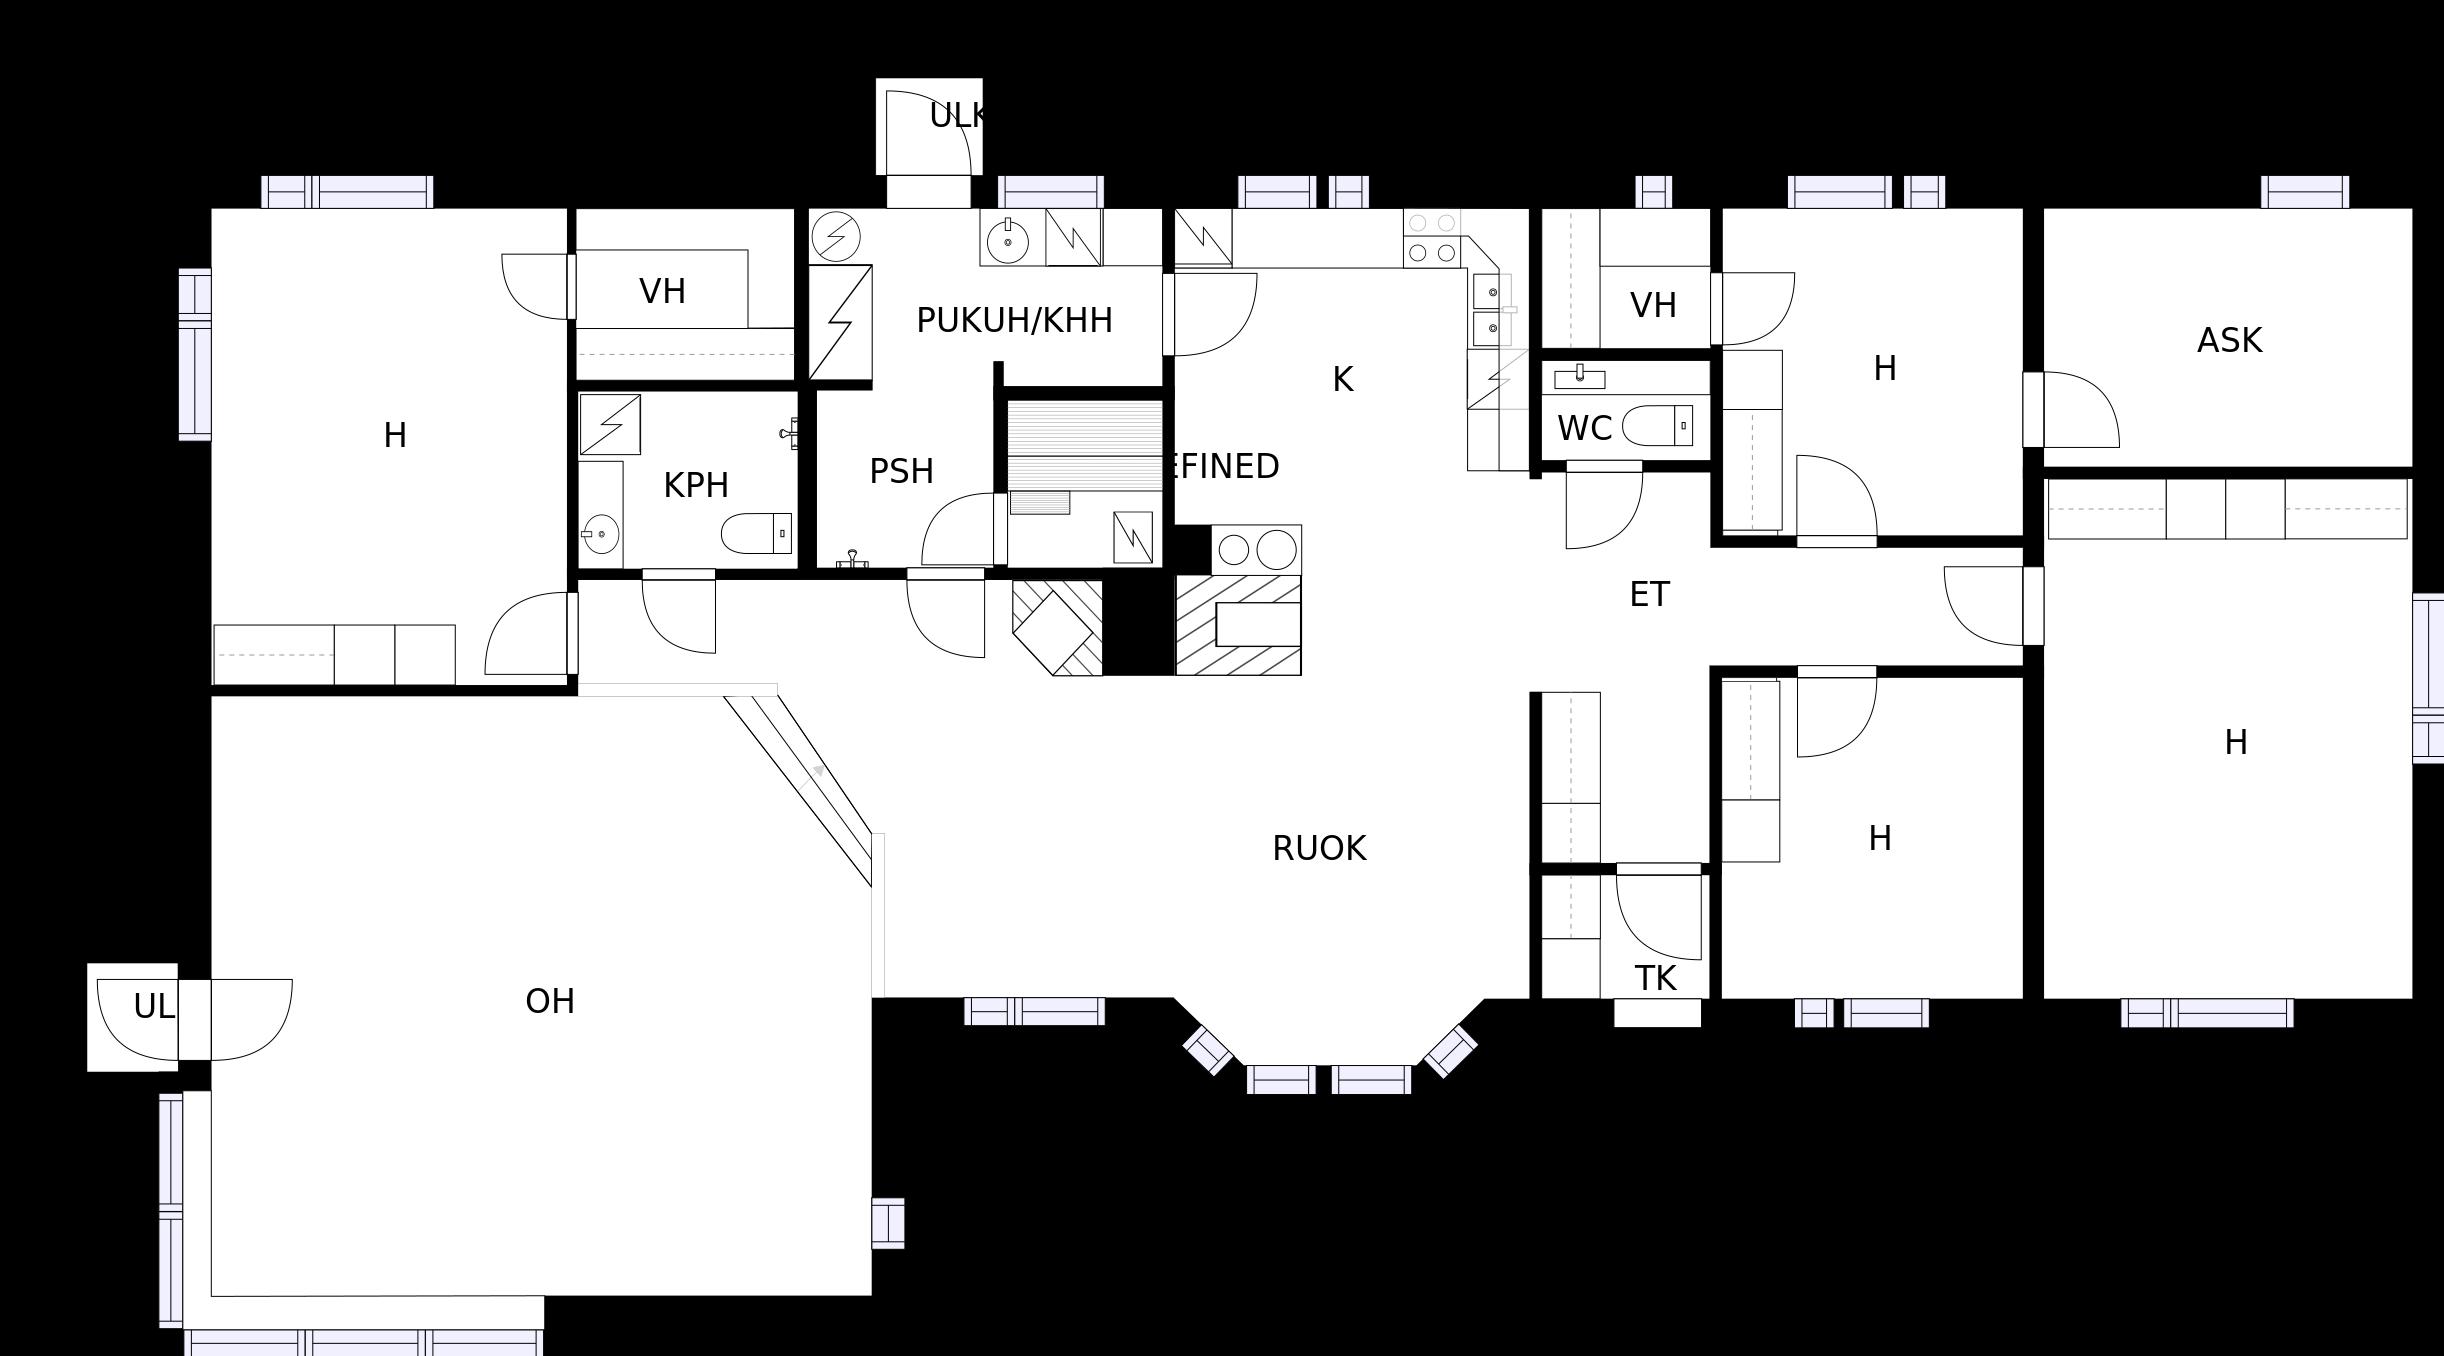 ULK
VH
VH
PUKUH/KHH
ASK
H
K
H
WC
EFINED
PSH
KPH
ET
H
H
RUOK
TK
OH
UL